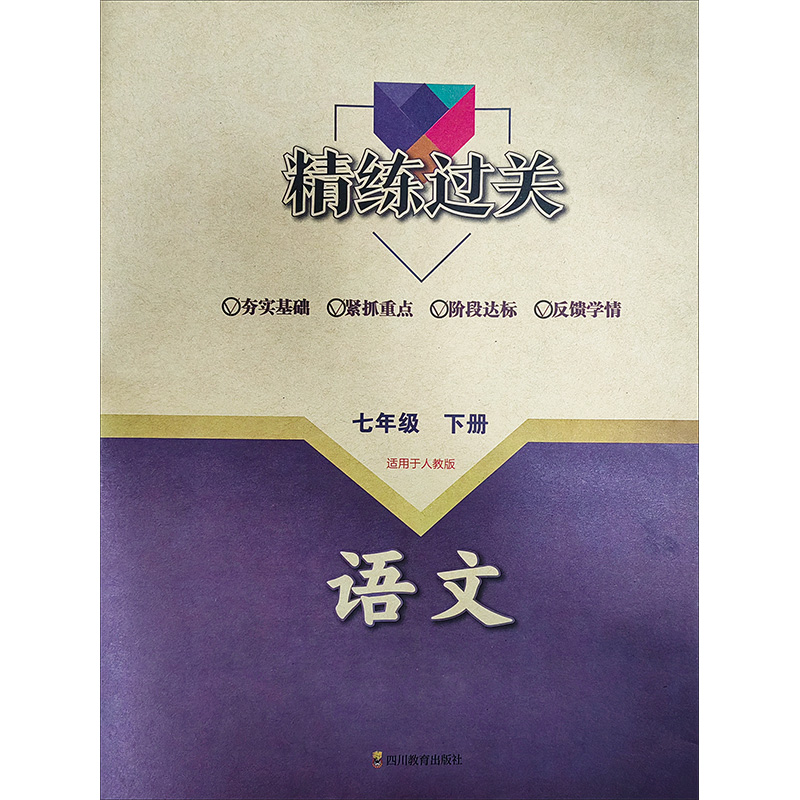 精练过关
夯实基础 紧抓重点 阶段达标 反馈学情
七年级 下册
适用于人教版
语文
四川教育出版社